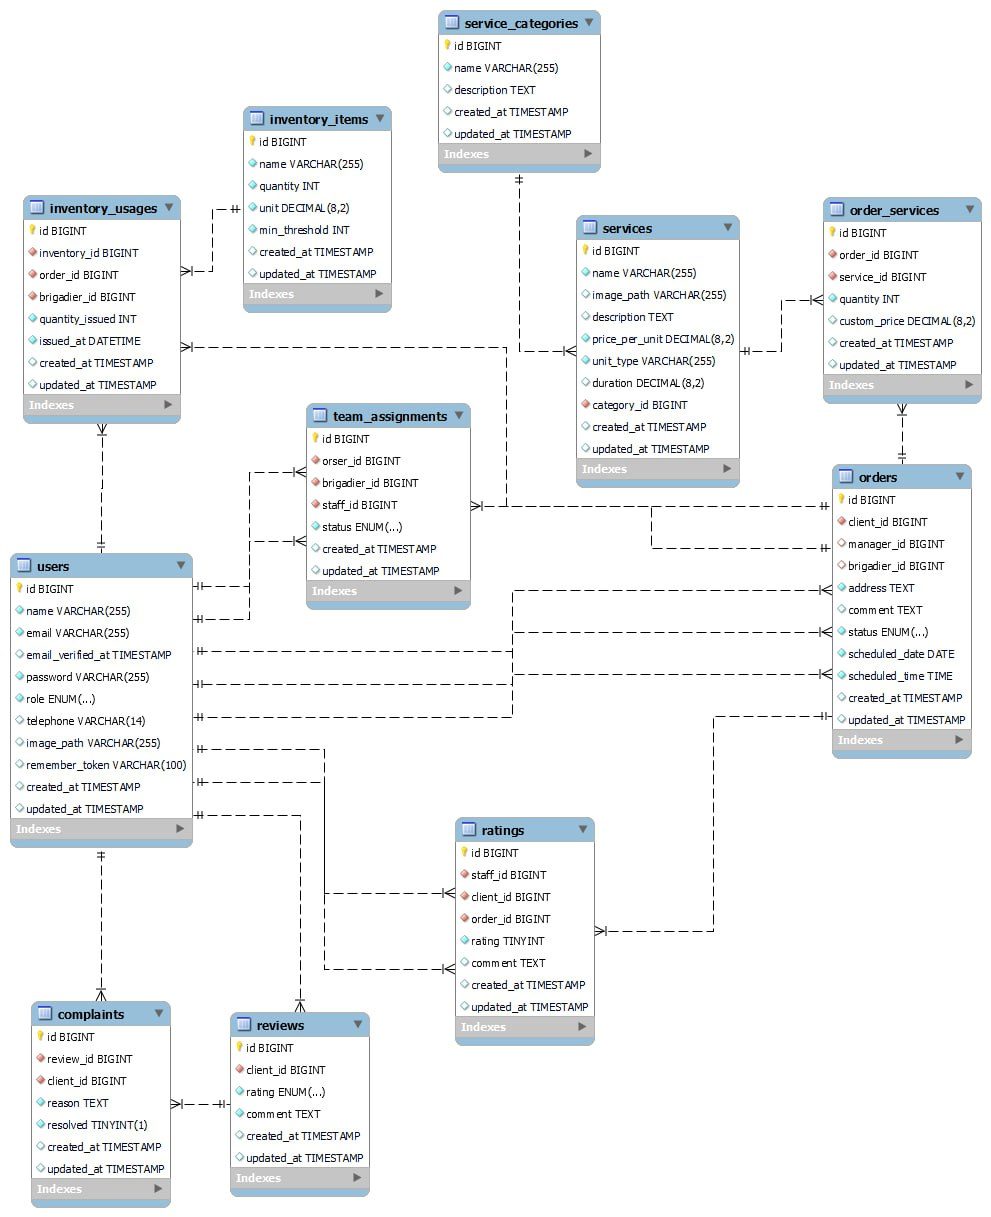 service_categories
id BIGINT
name VARCHAR(255)
description TEXT
created_at TIMESTAMP
updated_at TIMESTAMP
Indexes
inventory_items
id BIGINT
name VARCHAR(255)
quantity INT
unit DECIMAL(8,2)
min_threshold INT
created_at TIMESTAMP
updated_at TIMESTAMP
Indexes
inventory_usages
id BIGINT
inventory_id BIGINT
order_id BIGINT
brigadier_id BIGINT
quantity_issued INT
issued_at DATETIME
created_at TIMESTAMP
updated_at TIMESTAMP
Indexes
services
id BIGINT
name VARCHAR(255)
image_path VARCHAR(255)
description TEXT
price_per_unit DECIMAL(8,2)
unit_type VARCHAR(255)
duration DECIMAL(8,2)
category_id BIGINT
created_at TIMESTAMP
updated_at TIMESTAMP
Indexes
order_services
id BIGINT
order_id BIGINT
service_id BIGINT
quantity INT
custom_price DECIMAL(8,2)
created_at TIMESTAMP
updated_at TIMESTAMP
Indexes
team_assignments
id BIGINT
orser_id BIGINT
brigadier_id BIGINT
staff_id BIGINT
status ENUM(...)
created_at TIMESTAMP
updated_at TIMESTAMP
Indexes
orders
id BIGINT
client_id BIGINT
manager_id BIGINT
brigadier_id BIGINT
address TEXT
comment TEXT
status ENUM(...)
scheduled_date DATE
scheduled_time TIME
created_at TIMESTAMP
updated_at TIMESTAMP
Indexes
users
id BIGINT
name VARCHAR(255)
email VARCHAR(255)
email_verified_at TIMESTAMP
password VARCHAR(255)
role ENUM(...)
telephone VARCHAR(14)
image_path VARCHAR(255)
remember_token VARCHAR(100)
created_at TIMESTAMP
updated_at TIMESTAMP
Indexes
ratings
id BIGINT
staff_id BIGINT
client_id BIGINT
order_id BIGINT
rating TINYINT
comment TEXT
created_at TIMESTAMP
updated_at TIMESTAMP
Indexes
complaints
id BIGINT
review_id BIGINT
client_id BIGINT
reason TEXT
resolved TINYINT(1)
created_at TIMESTAMP
updated_at TIMESTAMP
Indexes
reviews
id BIGINT
client_id BIGINT
rating ENUM(...)
comment TEXT
created_at TIMESTAMP
updated_at TIMESTAMP
Indexes